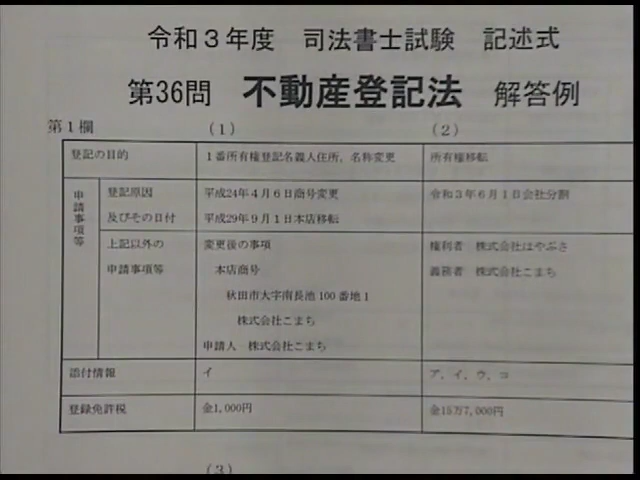 令和３年度 司法書士試験 記述式
第36問 不動産登記法 解答例
第１欄 (1) (2)
登記の目的 １番所有権登記名義人住所，名称変更 所有権移転
申請事項等 登記原因 平成24年４月６日商号変更 令和３年６月１日会社分割
及びその日付 平成29年９月１日本店移転
上記以外の 変更後の事項 権利者 株式会社はやぶさ
申請事項等 本店商号 義務者 株式会社こまち
秋田市大字南長池100番地１
株式会社こまち
申請人 株式会社こまち
添付情報 イ ア，イ，ウ，コ
登録免許税 金1,000円 金15万7,000円
(3)